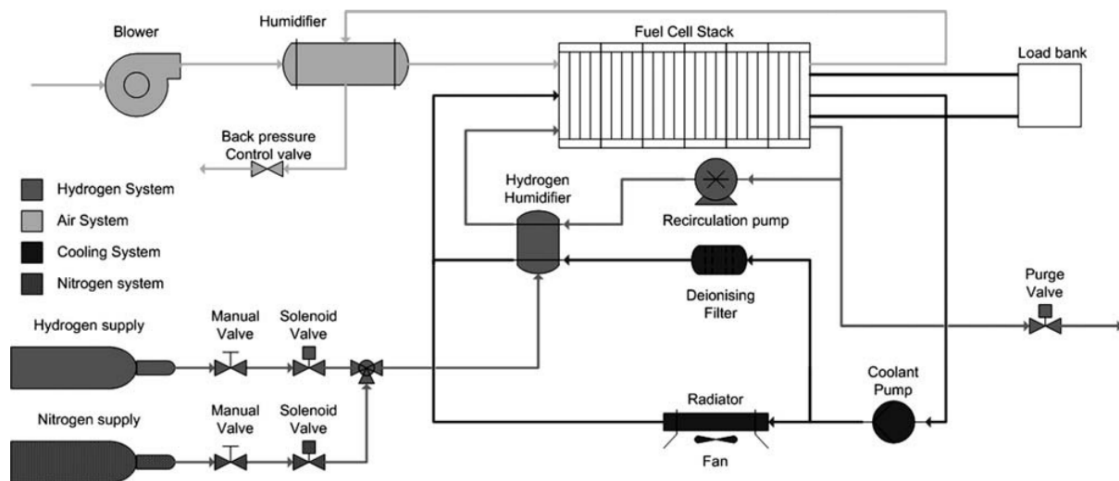 Blower
Humidifier
Fuel Cell Stack
Load bank
Back pressure
Control valve
Hydrogen System
Air System
Cooling System
Nitrogen system
Hydrogen
Humidifier
Recirculation pump
Deionising
Filter
Purge
Valve
Hydrogen supply
Manual
Valve
Solenoid
Valve
Coolant
Pump
Radiator
Fan
Nitrogen supply
Manual
Valve
Solenoid
Valve